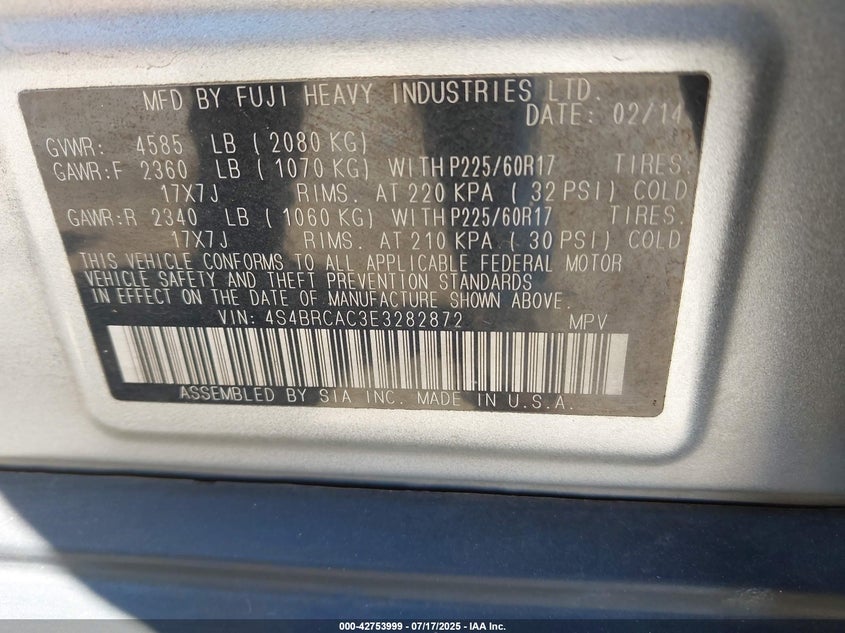 MFD BY FUJI HEAVY INDUSTRIES LTD.
DATE: 02/14
GVWR: 4585 LB ( 2080 KG)
GAWR:F 2360 LB ( 1070 KG) WITH P225/60R17 TIRES.
17X7J RIMS. AT 220 KPA ( 32 PSI) COLD
GAWR:R 2340 LB ( 1060 KG) WITH P225/60R17 TIRES.
17X7J RIMS. AT 210 KPA ( 30 PSI) COLD
THIS VEHICLE CONFORMS TO ALL APPLICABLE FEDERAL MOTOR
VEHICLE SAFETY AND THEFT PREVENTION STANDARDS
IN EFFECT ON THE DATE OF MANUFACTURE SHOWN ABOVE.
VIN: 4S4BRCAC3E3282872 MPV
ASSEMBLED BY SIA INC. MADE IN U.S.A.
000-42753999 - 07/17/2025 - IAA Inc.